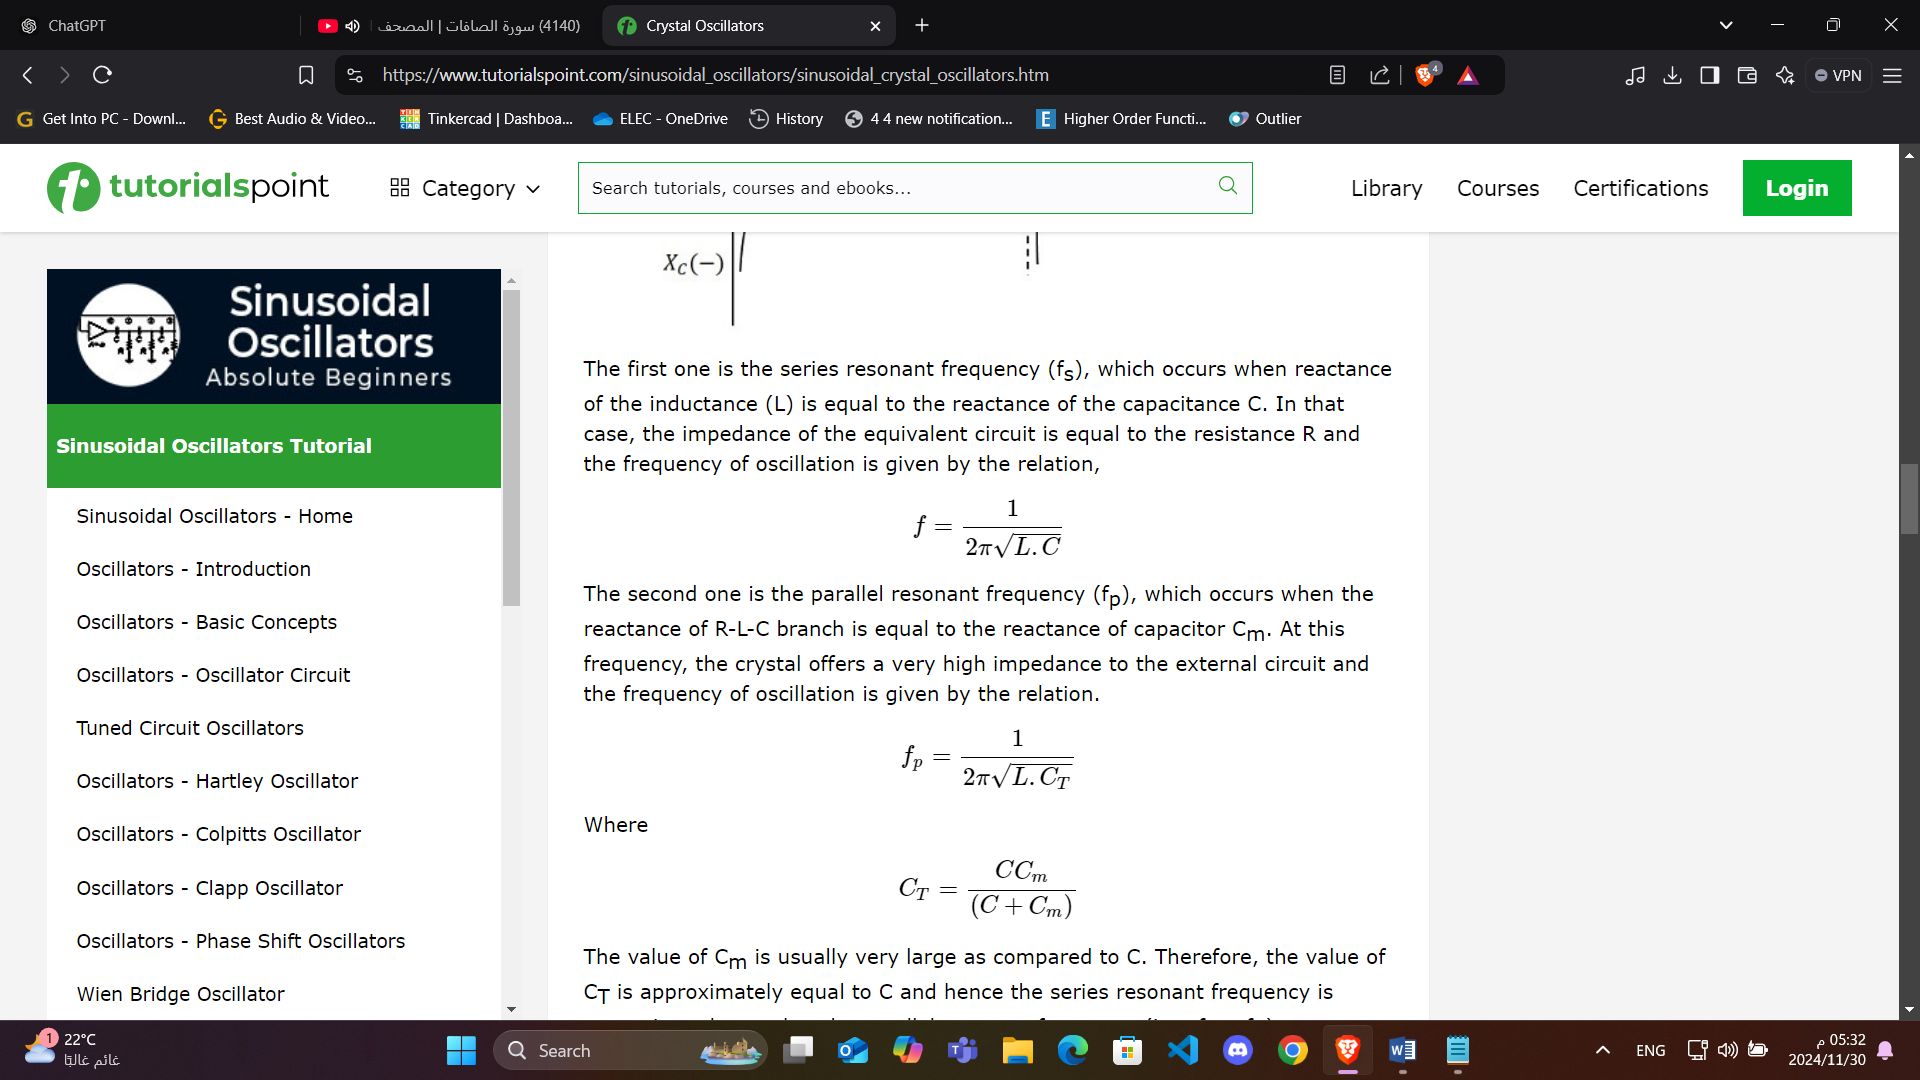 ChatGPT
(4140) سورة الصافات | المصحف
Crystal Oscillators
https://www.tutorialspoint.com/sinusoidal_oscillators/sinusoidal_crystal_oscillators.htm
4
VPN
Get Into PC - Downl...
Best Audio & Video...
Tinkercad | Dashboa...
ELEC - OneDrive
History
4 4 new notification...
Higher Order Functi...
Outlier
tutorialspoint
Category
Search tutorials, courses and ebooks...
Library
Courses
Certifications
Login
Sinusoidal
Oscillators
Absolute Beginners
Sinusoidal Oscillators Tutorial
Sinusoidal Oscillators - Home
Oscillators - Introduction
Oscillators - Basic Concepts
Oscillators - Oscillator Circuit
Tuned Circuit Oscillators
Oscillators - Hartley Oscillator
Oscillators - Colpitts Oscillator
Oscillators - Clapp Oscillator
Oscillators - Phase Shift Oscillators
Wien Bridge Oscillator
X_C(−)
The first one is the series resonant frequency (f_s), which occurs when reactance
of the inductance (L) is equal to the reactance of the capacitance C. In that
case, the impedance of the equivalent circuit is equal to the resistance R and
the frequency of oscillation is given by the relation,
f = 1 / 2π√L.C
The second one is the parallel resonant frequency (f_p), which occurs when the
reactance of R-L-C branch is equal to the reactance of capacitor C_m. At this
frequency, the crystal offers a very high impedance to the external circuit and
the frequency of oscillation is given by the relation.
f_p = 1 / 2π√L.C_T
Where
C_T = CC_m / (C + C_m)
The value of C_m is usually very large as compared to C. Therefore, the value of
C_T is approximately equal to C and hence the series resonant frequency is
1
22°C
غائم غالبًا
Search
ENG
05:32 م
2024/11/30